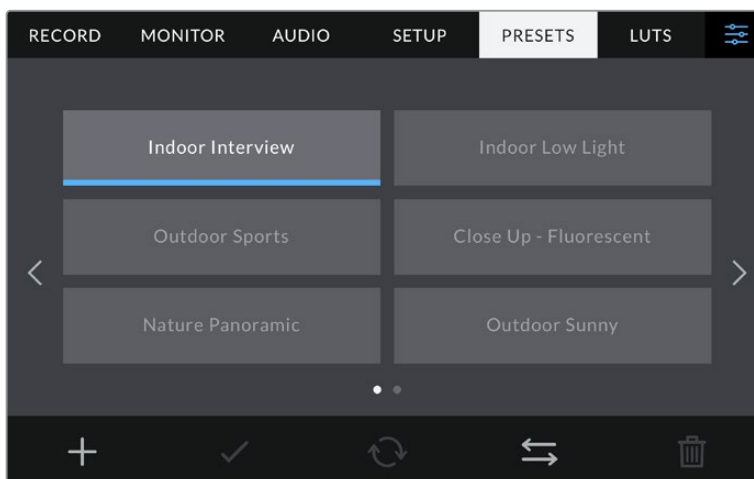 RECORD MONITOR AUDIO SETUP PRESETS LUTS
Indoor Interview Indoor Low Light
Outdoor Sports Close Up - Fluorescent
Nature Panoramic Outdoor Sunny